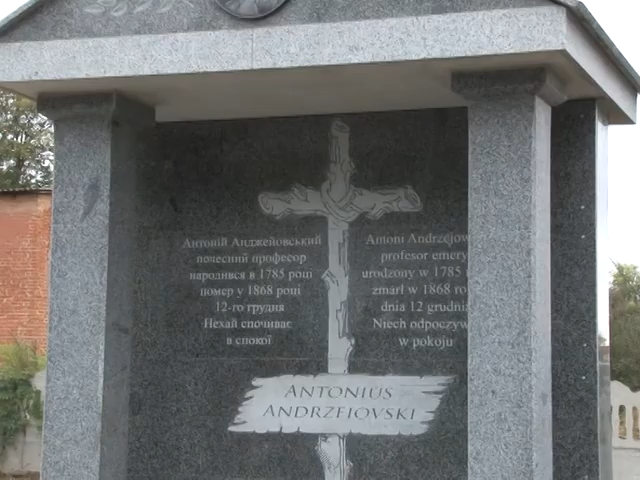 Антоній Анджейовський
почесний професор
народився в 1785 році
помер у 1868 році
12-го грудня
Нехай спочиває
в спокої
Antoni Andrzejow
profesor emery
urodzony w 1785
zmarł w 1868 ro
dnia 12 grudnia
Niech odpoczyw
w pokoju
ANTONIUS
ANDRZEIOVSKI